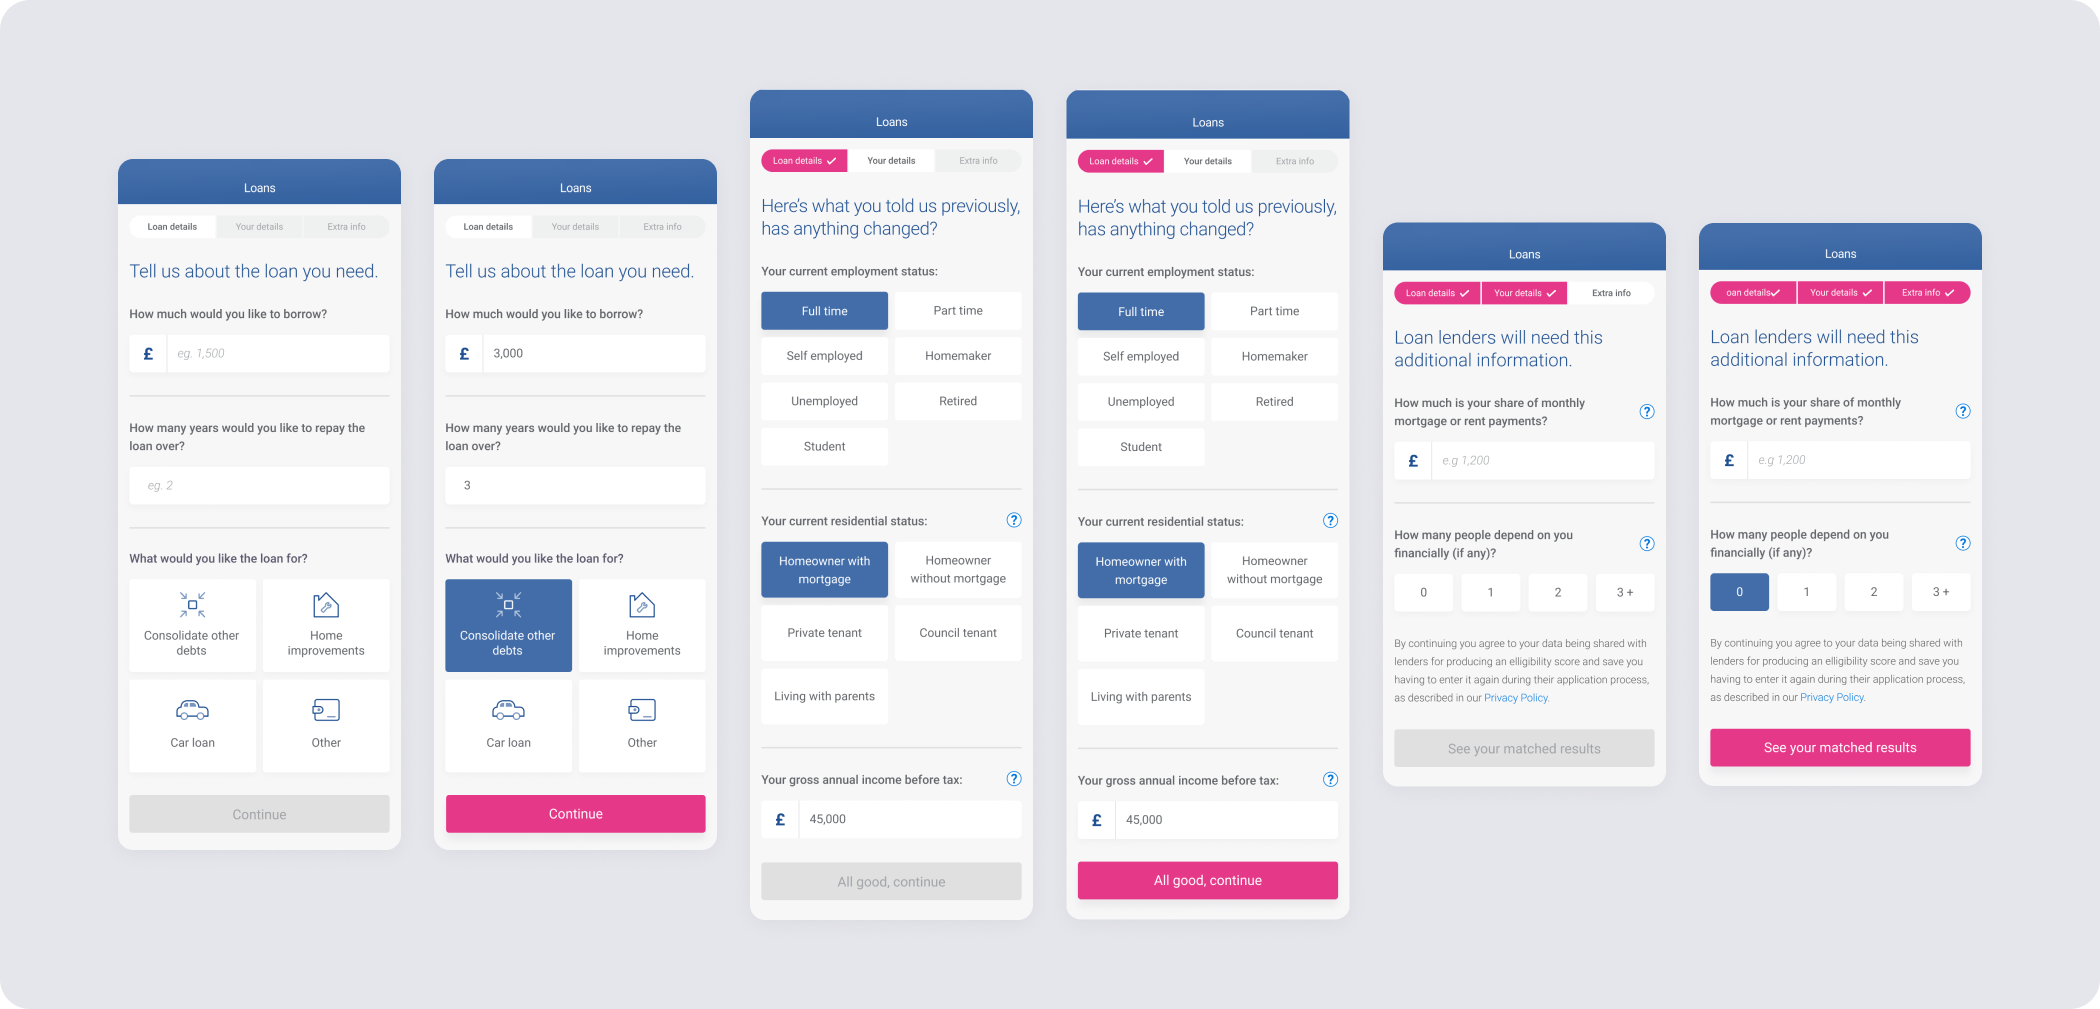 Loans
Loan details Your details Extra info
Tell us about the loan you need.
How much would you like to borrow?
£ eg. 1,500
How many years would you like to repay the
loan over?
eg. 2
What would you like the loan for?
Consolidate other
debts
Home
improvements
Car loan
Other
Continue
Loans
Loan details Your details Extra info
Tell us about the loan you need.
How much would you like to borrow?
£ 3,000
How many years would you like to repay the
loan over?
3
What would you like the loan for?
Consolidate other
debts
Home
improvements
Car loan
Other
Continue
Loans
Loan details Your details Extra info
Here's what you told us previously,
has anything changed?
Your current employment status:
Full time Part time
Self employed Homemaker
Unemployed Retired
Student
Your current residential status: ?
Homeowner with
mortgage
Homeowner
without mortgage
Private tenant Council tenant
Living with parents
Your gross annual income before tax: ?
£ 45,000
All good, continue
Loans
Loan details Your details Extra info
Here's what you told us previously,
has anything changed?
Your current employment status:
Full time Part time
Self employed Homemaker
Unemployed Retired
Student
Your current residential status: ?
Homeowner with
mortgage
Homeowner
without mortgage
Private tenant Council tenant
Living with parents
Your gross annual income before tax: ?
£ 45,000
All good, continue
Loans
Loan details Your details Extra info
Loan lenders will need this
additional information.
How much is your share of monthly
mortgage or rent payments? ?
£ e.g 1,200
How many people depend on you
financially (if any)? ?
0 1 2 3 +
By continuing you agree to your data being shared with
lenders for producing an elligibility score and save you
having to enter it again during their application process,
as described in our Privacy Policy.
See your matched results
Loans
oan details Your details Extra info
Loan lenders will need this
additional information.
How much is your share of monthly
mortgage or rent payments? ?
£ e.g 1,200
How many people depend on you
financially (if any)? ?
0 1 2 3 +
By continuing you agree to your data being shared with
lenders for producing an elligibility score and save you
having to enter it again during their application process,
as described in our Privacy Policy.
See your matched results